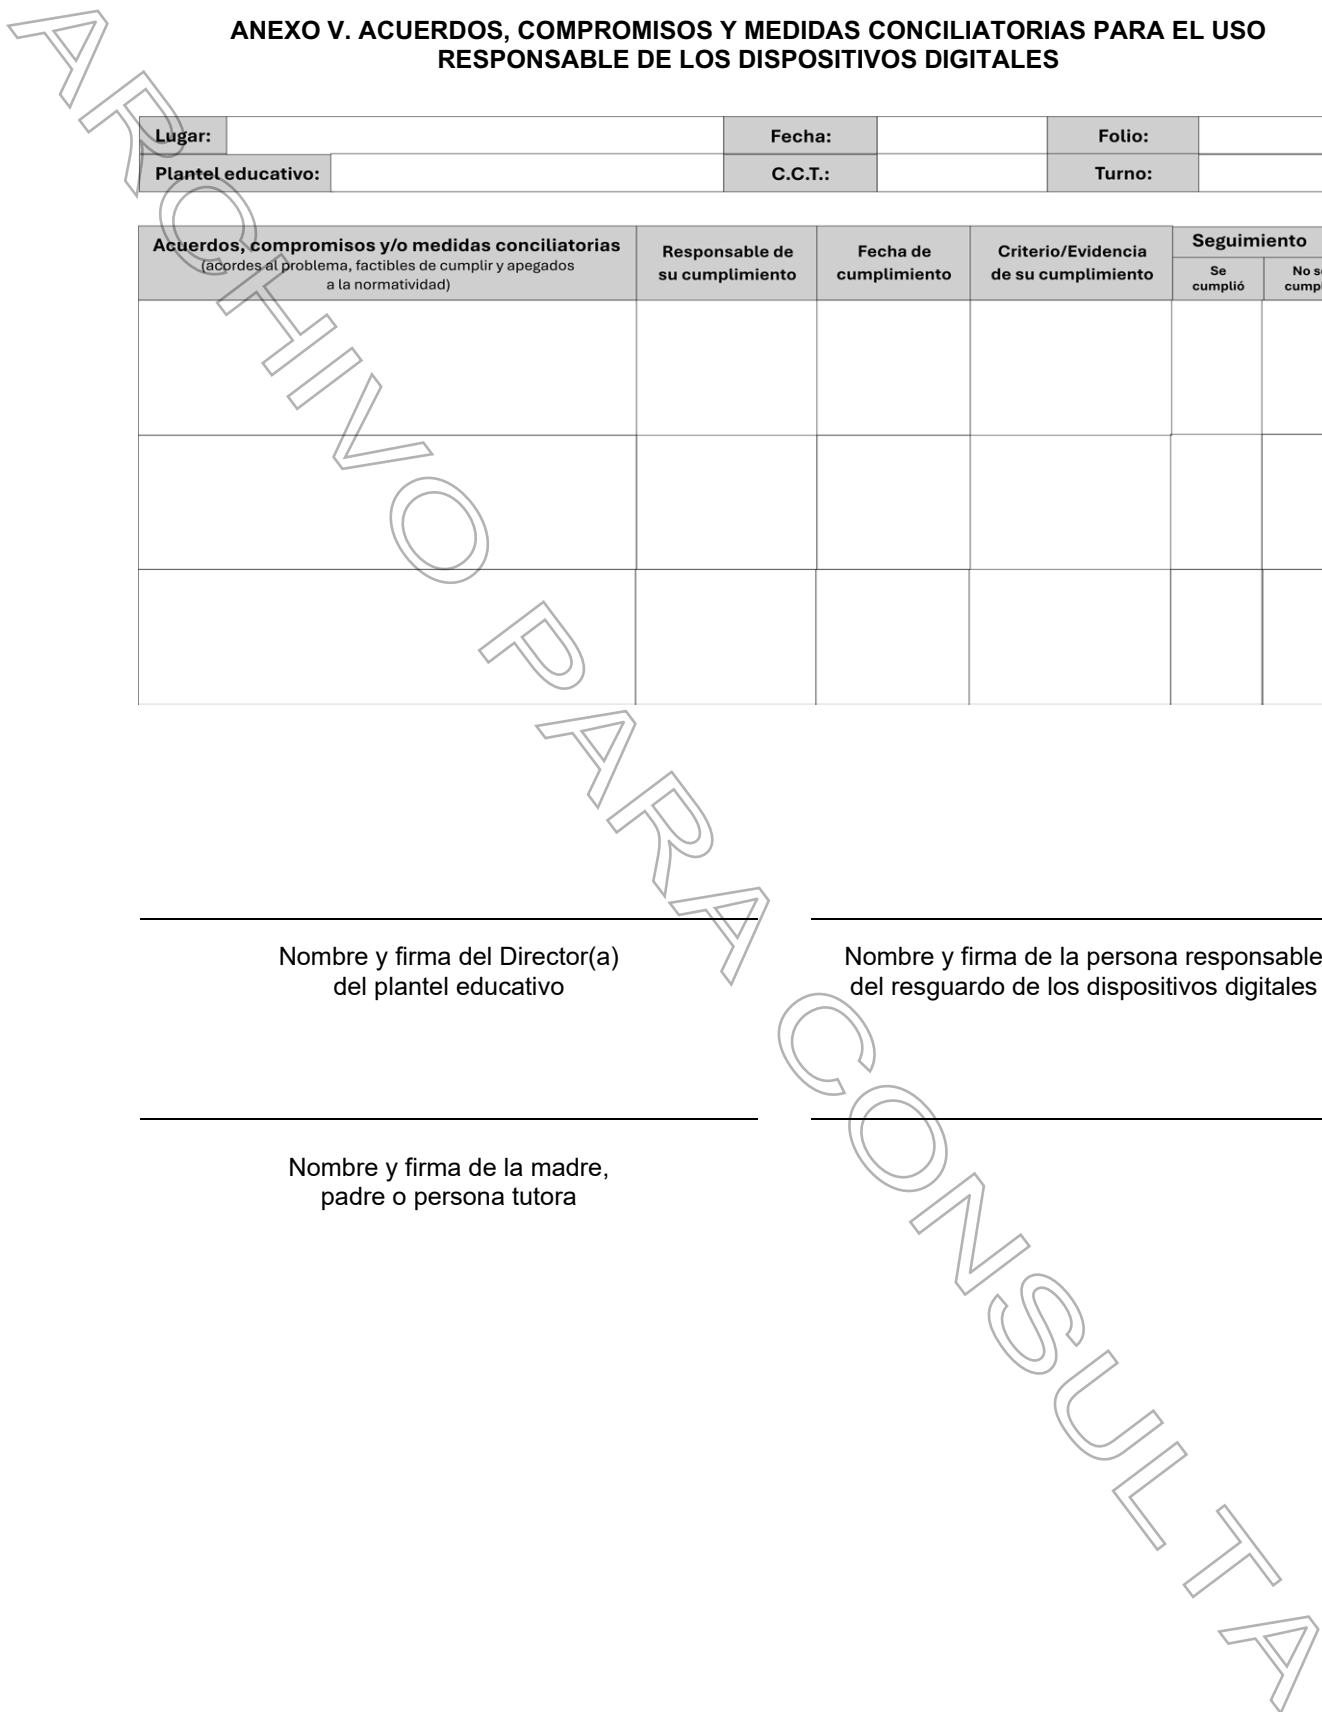 ANEXO V. ACUERDOS, COMPROMISOS Y MEDIDAS CONCILIATORIAS PARA EL USO
RESPONSABLE DE LOS DISPOSITIVOS DIGITALES
Lugar: Fecha: Folio:
Plantel educativo: C.C.T.: Turno:
Acuerdos, compromisos y/o medidas conciliatorias
(acordes al problema, factibles de cumplir y apegados
a la normatividad)
Responsable de
su cumplimiento
Fecha de
cumplimiento
Criterio/Evidencia
de su cumplimiento
Seguimiento
Se
cumplió
No
Nombre y firma del Director(a)
del plantel educativo
Nombre y firma de la persona responsable
del resguardo de los dispositivos digitales
Nombre y firma de la madre,
padre o persona tutora
ARCHIVO PARA CONSULTA